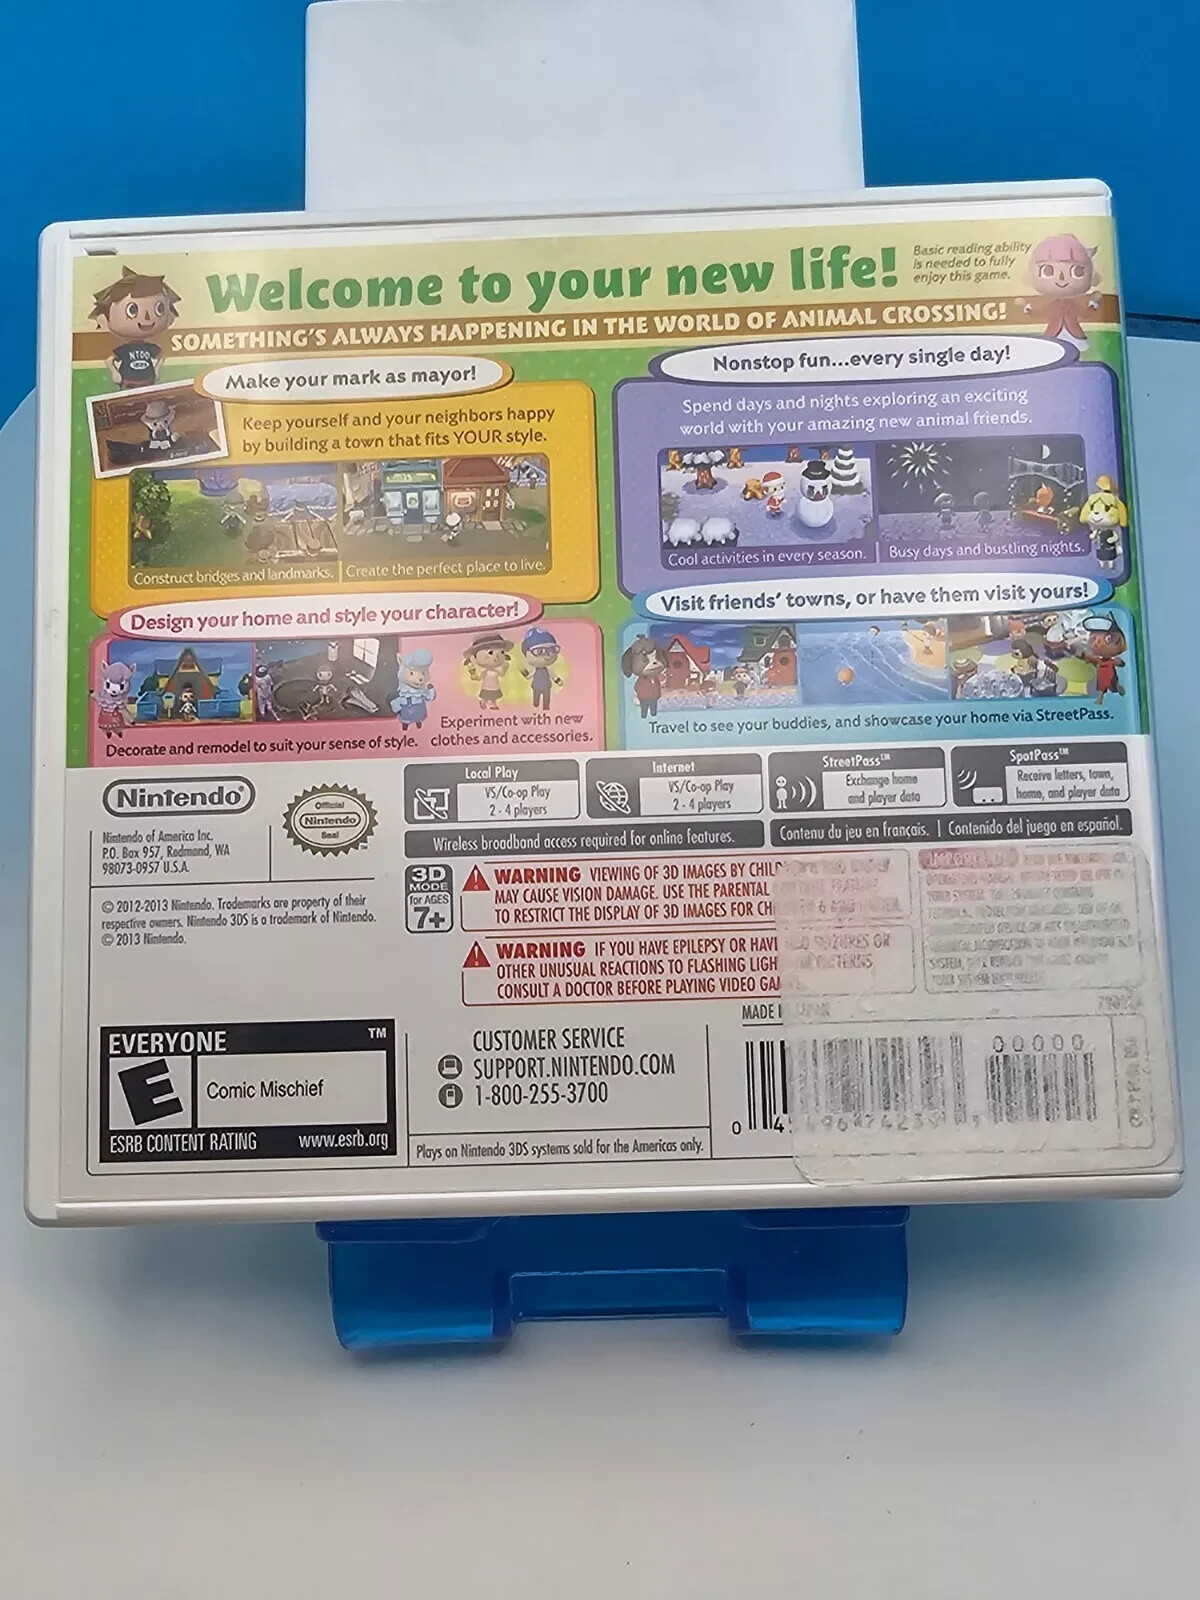 Welcome to your new life!
Basic reading ability
is needed to fully
enjoy this game.
SOMETHING'S ALWAYS HAPPENING IN THE WORLD OF ANIMAL CROSSING!
NTDO
Make your mark as mayor!
Keep yourself and your neighbors happy
by building a town that fits YOUR style.
Construct bridges and landmarks.
Create the perfect place to live.
Nonstop fun...every single day!
Spend days and nights exploring an exciting
world with your amazing new animal friends.
Cool activities in every season.
Busy days and bustling nights.
Design your home and style your character!
Decorate and remodel to suit your sense of style.
Experiment with new
clothes and accessories.
Visit friends' towns, or have them visit yours!
Travel to see your buddies, and showcase your home via StreetPass.
Nintendo®
Nintendo of America Inc.
P.O. Box 957, Redmond, WA
98073-0957 U.S.A.
Official
Nintendo
Seal
Local Play
VS/Co-op Play
2 - 4 players
Internet
VS/Co-op Play
2 - 4 players
StreetPass™
Exchange home
and player data
SpotPass™
Receive letters, town,
home, and player data
Wireless broadband access required for online features.
Contenu du jeu en français. | Contenido del juego en español.
© 2012-2013 Nintendo. Trademarks are property of their
respective owners. Nintendo 3DS is a trademark of Nintendo.
© 2013 Nintendo.
3D
MODE
for AGES
7+
WARNING VIEWING OF 3D IMAGES BY CHIL
MAY CAUSE VISION DAMAGE. USE THE PARENTAL
TO RESTRICT THE DISPLAY OF 3D IMAGES FOR CH
WARNING IF YOU HAVE EPILEPSY OR HAVE HAD SEIZURES OR
OTHER UNUSUAL REACTIONS TO FLASHING LIGH
CONSULT A DOCTOR BEFORE PLAYING VIDEO GA
IMPORTANT
MADE I
EVERYONE
TM
E
Comic Mischief
ESRB CONTENT RATING www.esrb.org
CUSTOMER SERVICE
SUPPORT.NINTENDO.COM
1-800-255-3700
Plays on Nintendo 3DS systems sold for the Americas only.
00000
0